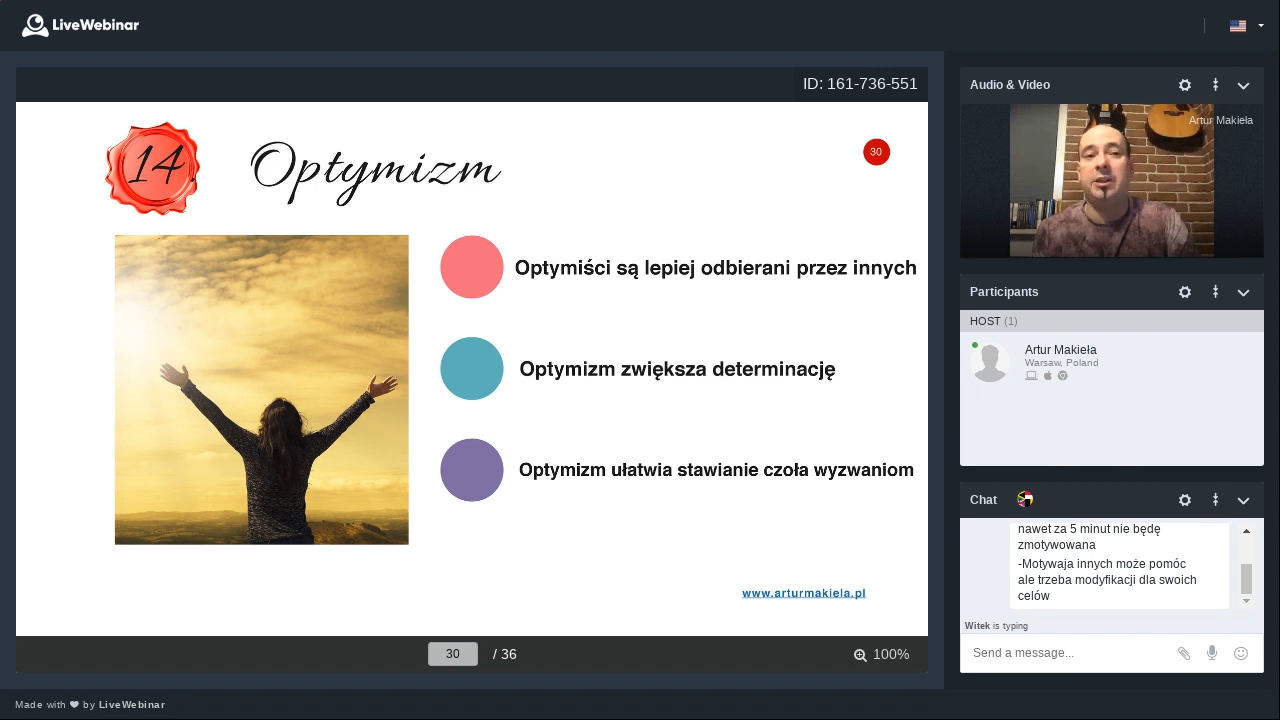 LiveWebinar
ID: 161-736-551
14
Optymizm
30
Optymiści są lepiej odbierani przez innych
Optymizm zwiększa determinację
Optymizm ułatwia stawianie czoła wyzwaniom
www.arturmakiela.pl
30 / 36
100%
Audio & Video
Artur Makieła
Participants
HOST (1)
Artur Makieła
Warsaw, Poland
Chat
nawet za 5 minut nie będę
zmotywowana
-Motywaja innych może pomóc
ale trzeba modyfikacji dla swoich
celów
Witek is typing
Send a message...
Made with by LiveWebinar